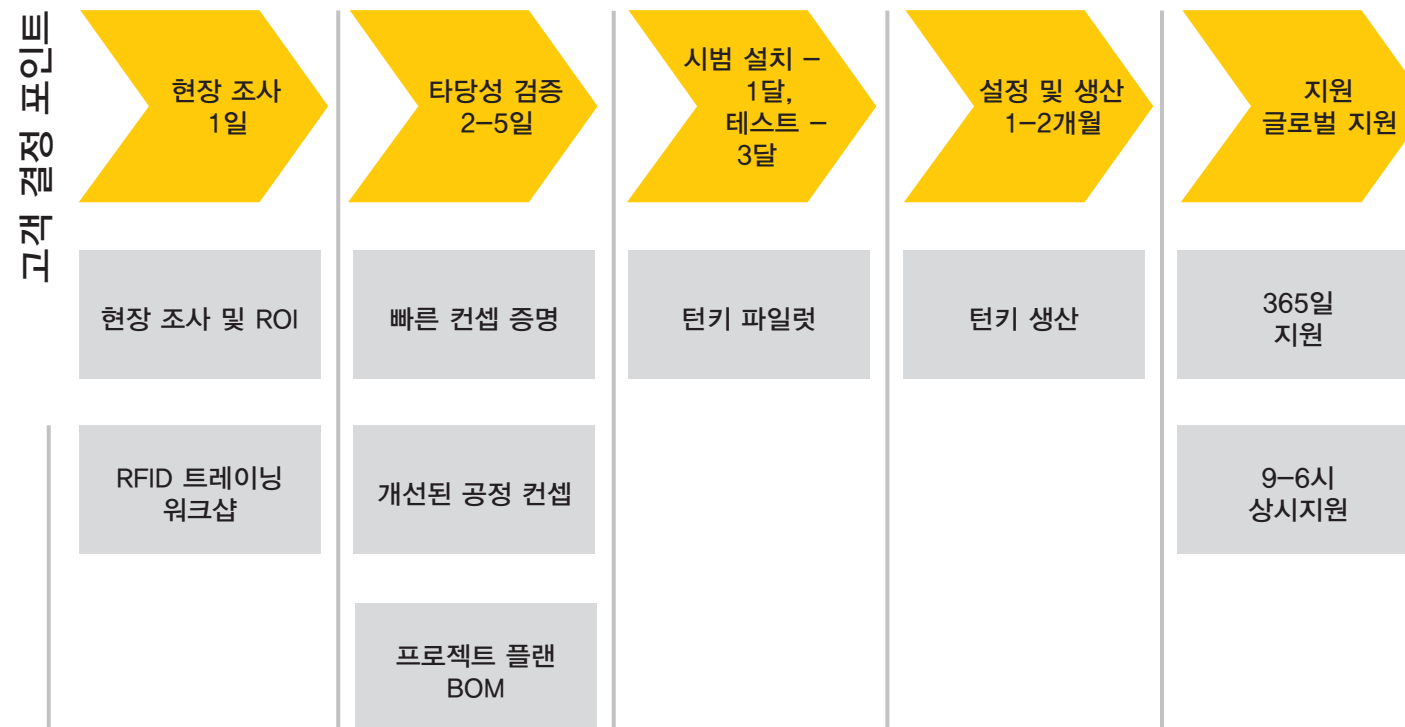 고객 결정 포인트
현장 조사
1일
타당성 검증
2–5일
시범 설치 –
1달,
테스트 –
3달
설정 및 생산
1–2개월
지원
글로벌 지원
현장 조사 및 ROI
빠른 컨셉 증명
턴키 파일럿
턴키 생산
365일
지원
RFID 트레이닝
워크샵
개선된 공정 컨셉
9–6시
상시지원
프로젝트 플랜
BOM